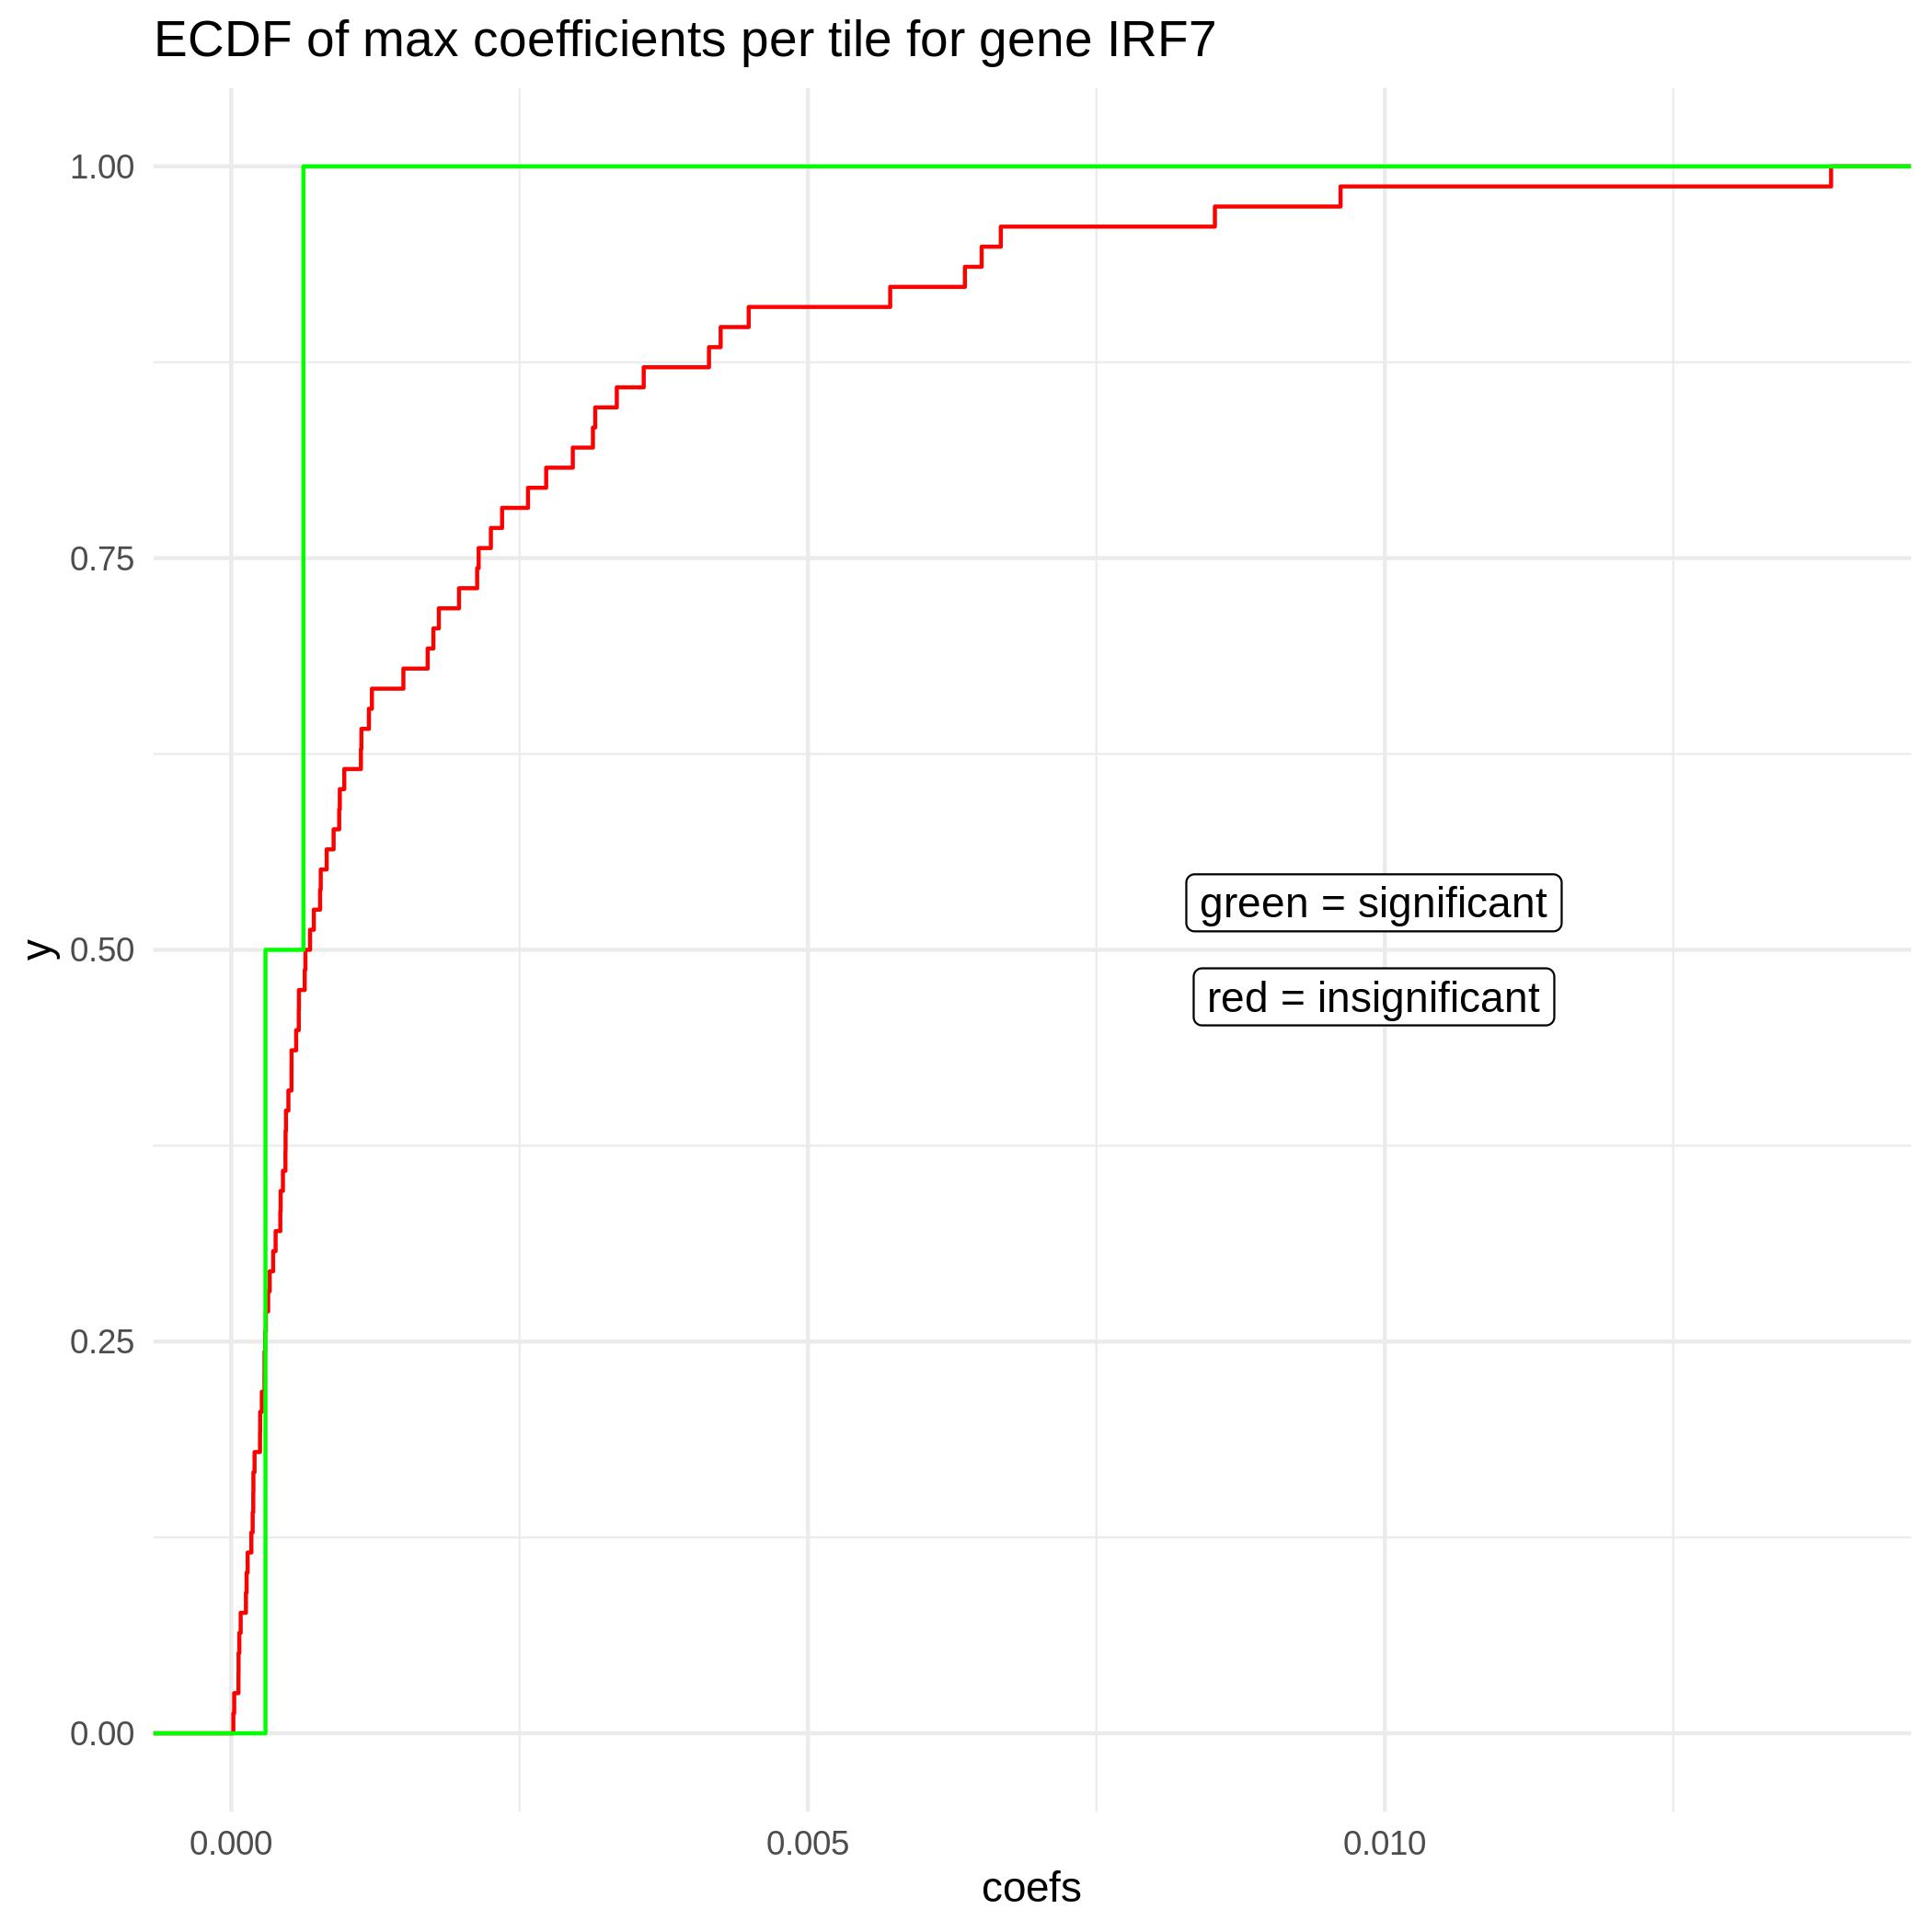 ECDF of max coefficients per tile for gene IRF7
1.00
0.75
0.50
0.25
0.00
y
green = significant
red = insignificant
0.000 0.005 0.010
coefs